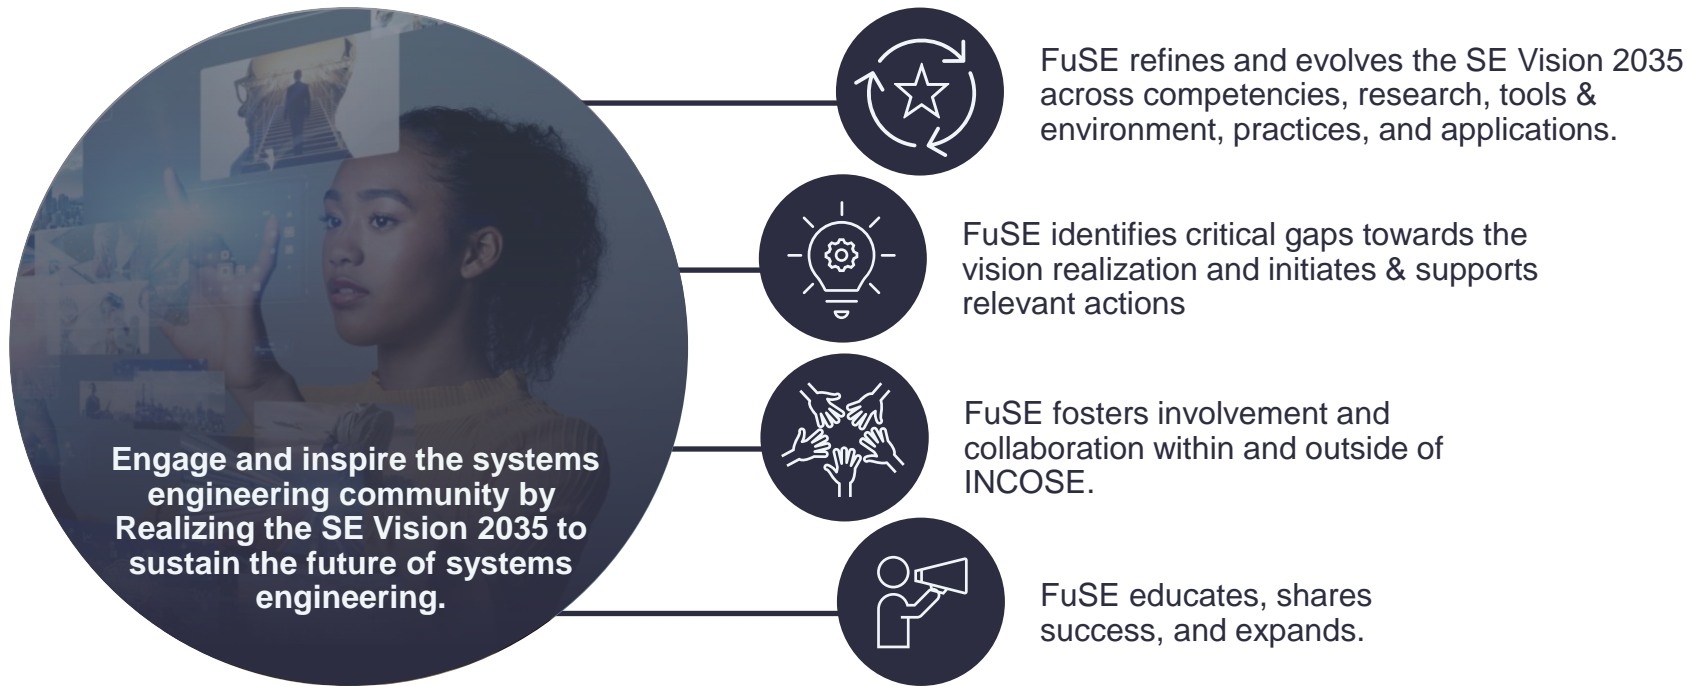 Engage and inspire the systems
engineering community by
Realizing the SE Vision 2035 to
sustain the future of systems
engineering.
FuSE refines and evolves the SE Vision 2035
across competencies, research, tools &
environment, practices, and applications.
FuSE identifies critical gaps towards the
vision realization and initiates & supports
relevant actions
FuSE fosters involvement and
collaboration within and outside of
INCOSE.
FuSE educates, shares
success, and expands.